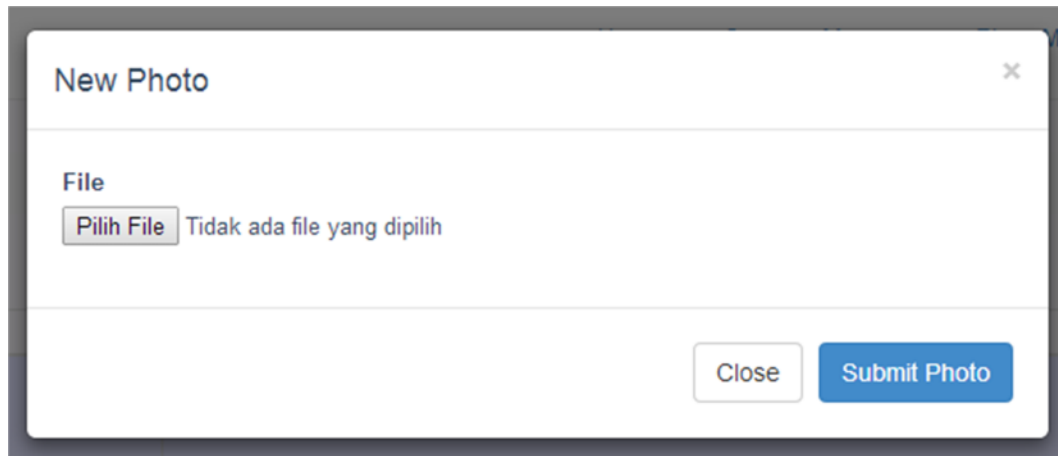 New Photo ×
File
Pilih File Tidak ada file yang dipilih
Close Submit Photo